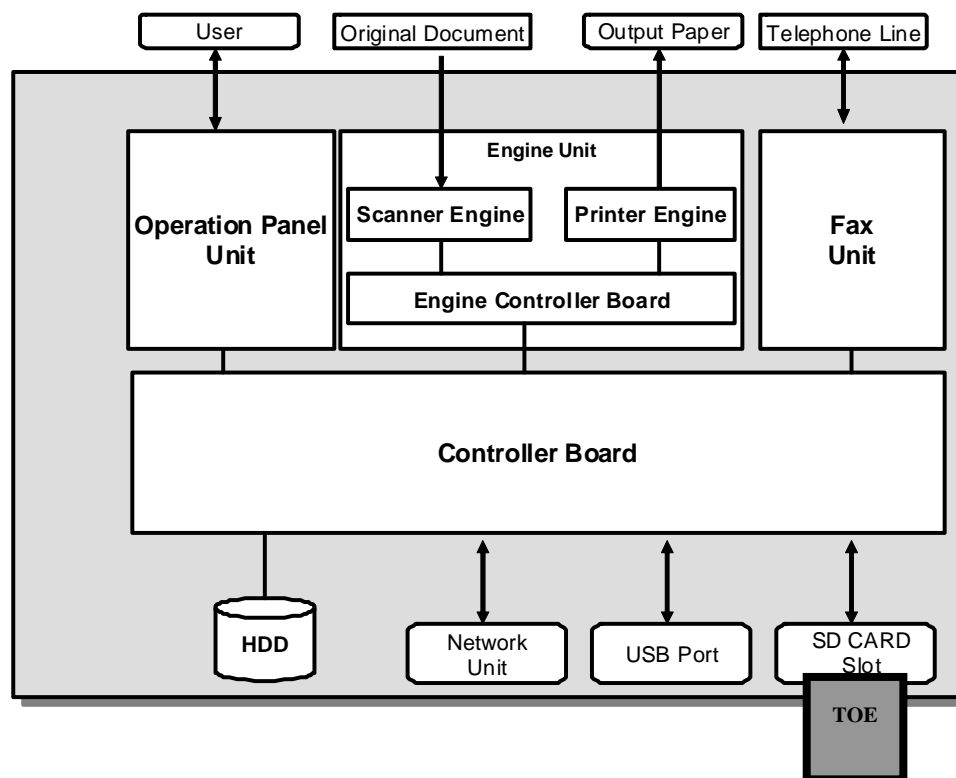 User
Original Document
Output Paper
Telephone Line
Engine Unit
Operation Panel
Unit
Scanner Engine
Printer Engine
Fax
Unit
Engine Controller Board
Controller Board
HDD
Network
Unit
USB Port
SD CARD
Slot
TOE